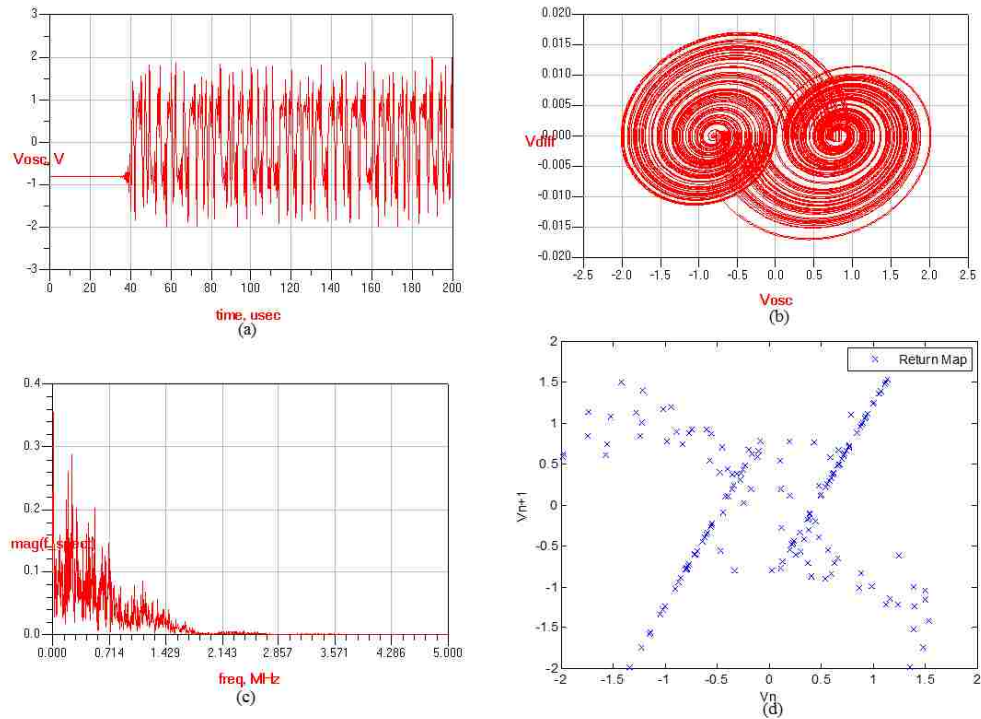 3
2
1
0
-1
-2
-3
Vosc, V
0 20 40 60 80 100 120 140 160 180 200
time, usec
(a)
0.020
0.015
0.010
0.005
0.000
-0.005
-0.010
-0.015
-0.020
Vdiff
-2.5 -2.0 -1.5 -1.0 -0.5 0.0 0.5 1.0 1.5 2.0 2.5
Vosc
(b)
0.4
0.3
0.2
0.1
0.0
0.000 0.714 1.429 2.143 2.857 3.571 4.286 5.000
freq, MHz
(c)
2
1.5
1
0.5
0
-0.5
-1
-1.5
-2
Vn+1
Return Map
-2 -1.5 -1 -0.5 0 0.5 1 1.5 2
Vn
(d)